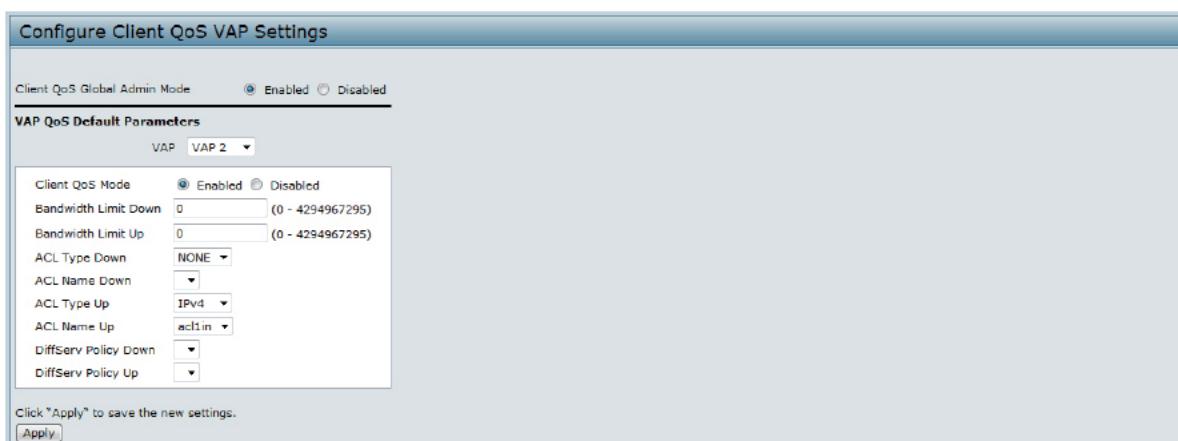 Configure Client QoS VAP Settings
Client QoS Global Admin Mode Enabled Disabled
VAP QoS Default Parameters
VAP VAP 2
Client QoS Mode Enabled Disabled
Bandwidth Limit Down 0 (0 - 4294967295)
Bandwidth Limit Up 0 (0 - 4294967295)
ACL Type Down NONE
ACL Name Down
ACL Type Up IPv4
ACL Name Up acl1in
DiffServ Policy Down
DiffServ Policy Up
Click "Apply" to save the new settings.
Apply